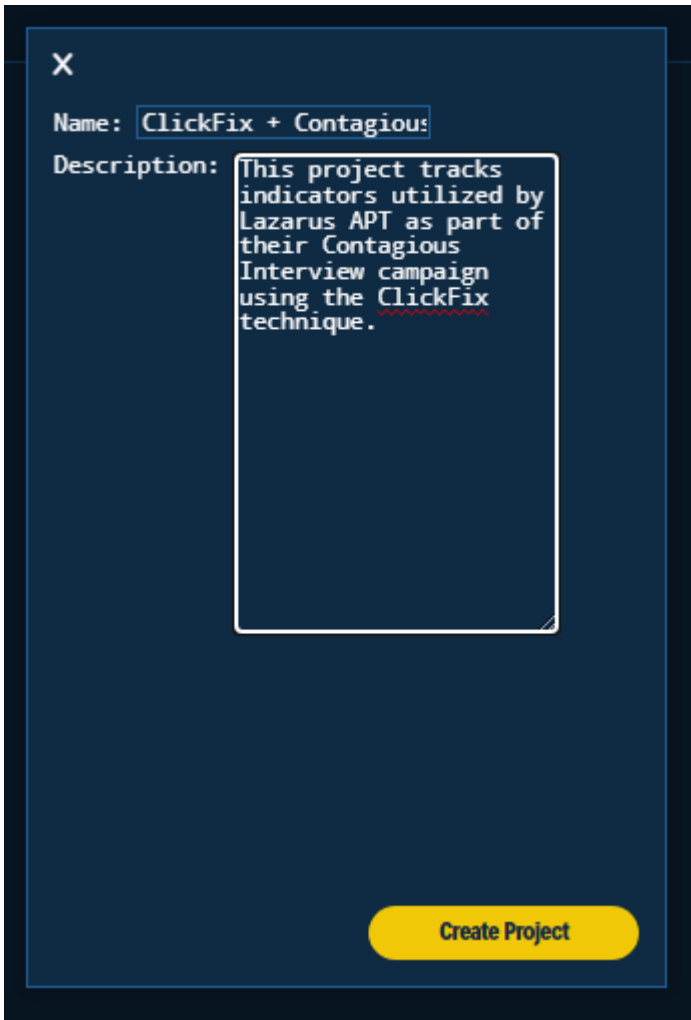 X
Name: ClickFix + Contagious
Description: This project tracks
indicators utilized by
Lazarus APT as part of
their Contagious
Interview campaign
using the ClickFix
technique.
Create Project